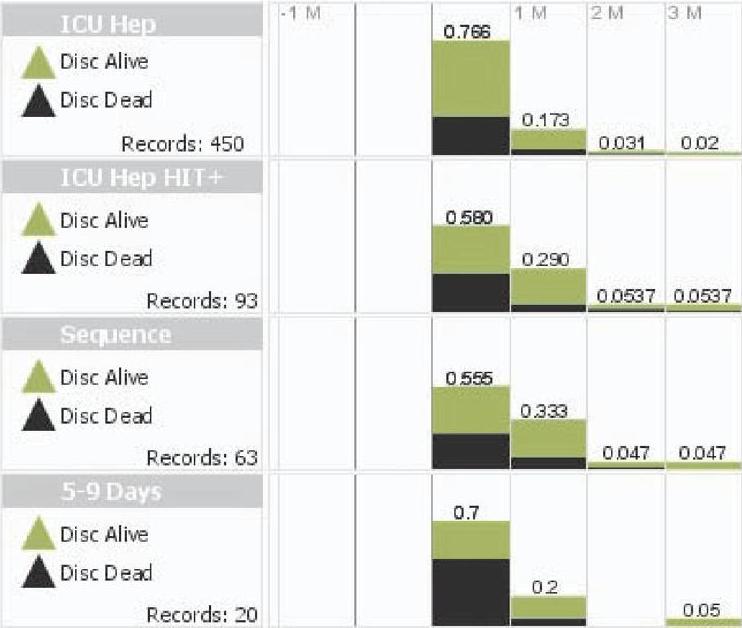 -1 M 1 M 2 M 3 M
ICU Hep
Disc Alive
Disc Dead
Records: 450
0.766
0.173
0.031
0.02
ICU Hep HIT+
Disc Alive
Disc Dead
Records: 93
0.580
0.290
0.0537
0.0537
Sequence
Disc Alive
Disc Dead
Records: 63
0.555
0.333
0.047
0.047
5-9 Days
Disc Alive
Disc Dead
Records: 20
0.7
0.2
0.05